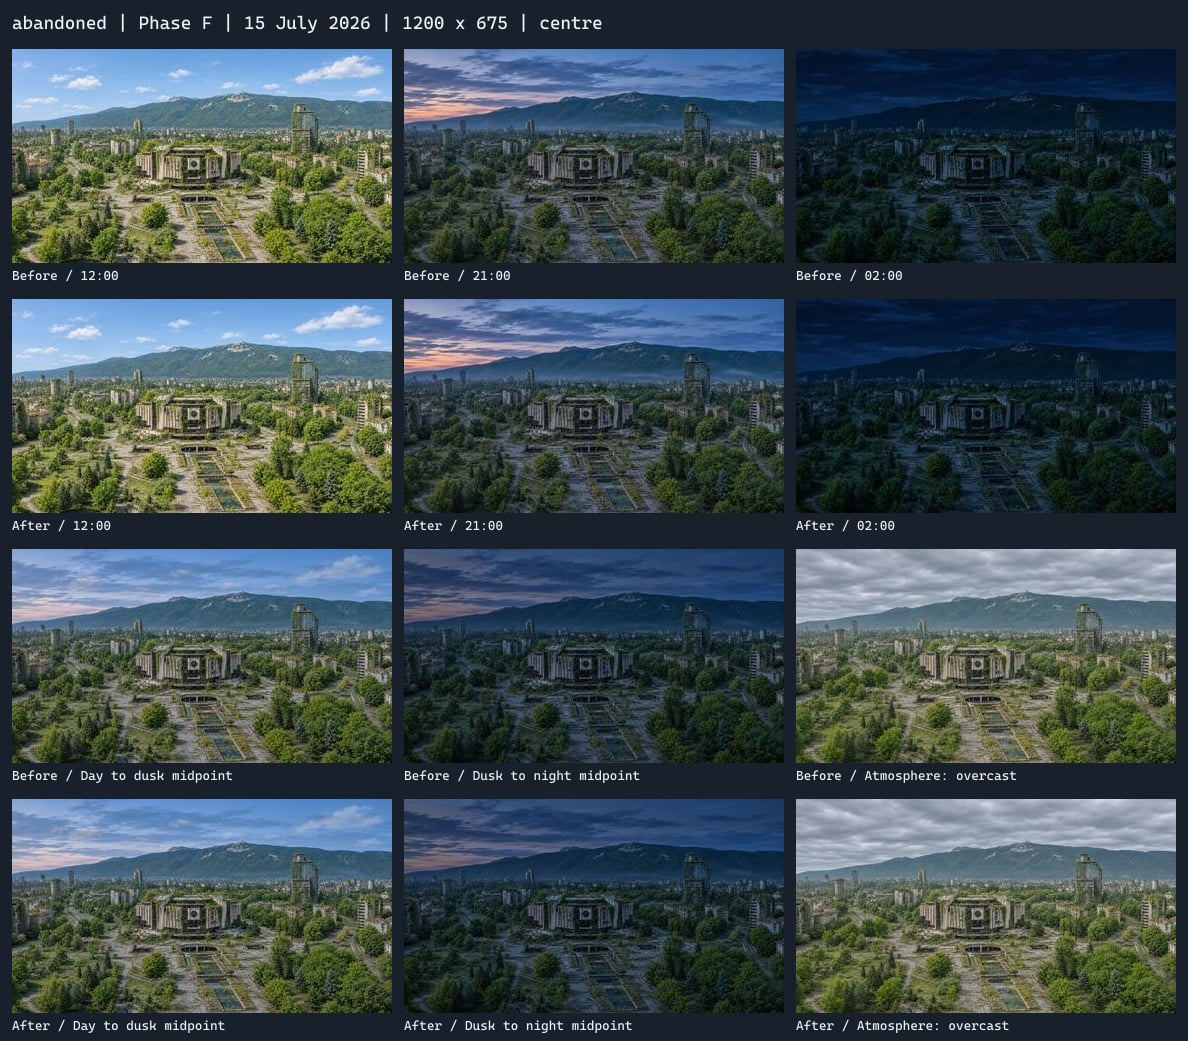 abandoned | Phase F | 15 July 2026 | 1200 x 675 | centre
Before / 12:00
Before / 21:00
Before / 02:00
After / 12:00
After / 21:00
After / 02:00
Before / Day to dusk midpoint
Before / Dusk to night midpoint
Before / Atmosphere: overcast
After / Day to dusk midpoint
After / Dusk to night midpoint
After / Atmosphere: overcast